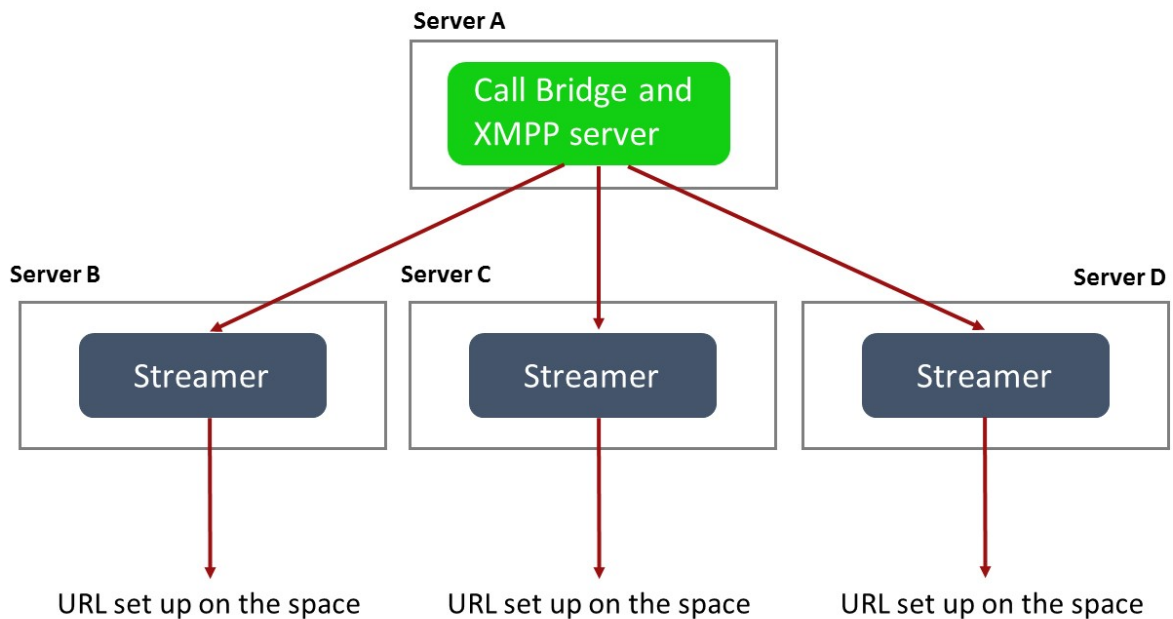 Server A
Call Bridge and
XMPP server
Server B
Server C
Server D
Streamer
Streamer
Streamer
URL set up on the space
URL set up on the space
URL set up on the space